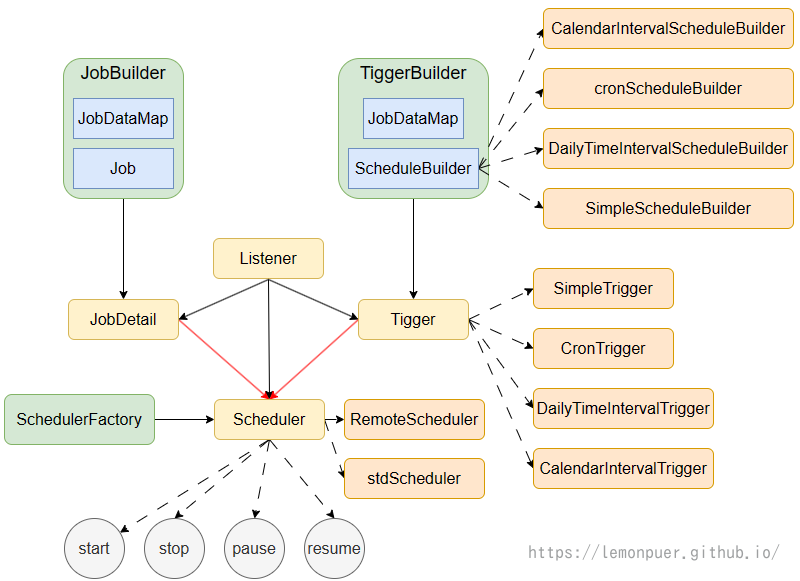 CalendarIntervalScheduleBuilder
JobBuilder
TiggerBuilder
cronScheduleBuilder
JobDataMap
JobDataMap
DailyTimeIntervalScheduleBuilder
Job
ScheduleBuilder
SimpleScheduleBuilder
Listener
SimpleTrigger
JobDetail
Tigger
CronTrigger
DailyTimeIntervalTrigger
SchedulerFactory
Scheduler
RemoteScheduler
CalendarIntervalTrigger
stdScheduler
start
stop
pause
resume
https://lemonpuer.github.io/